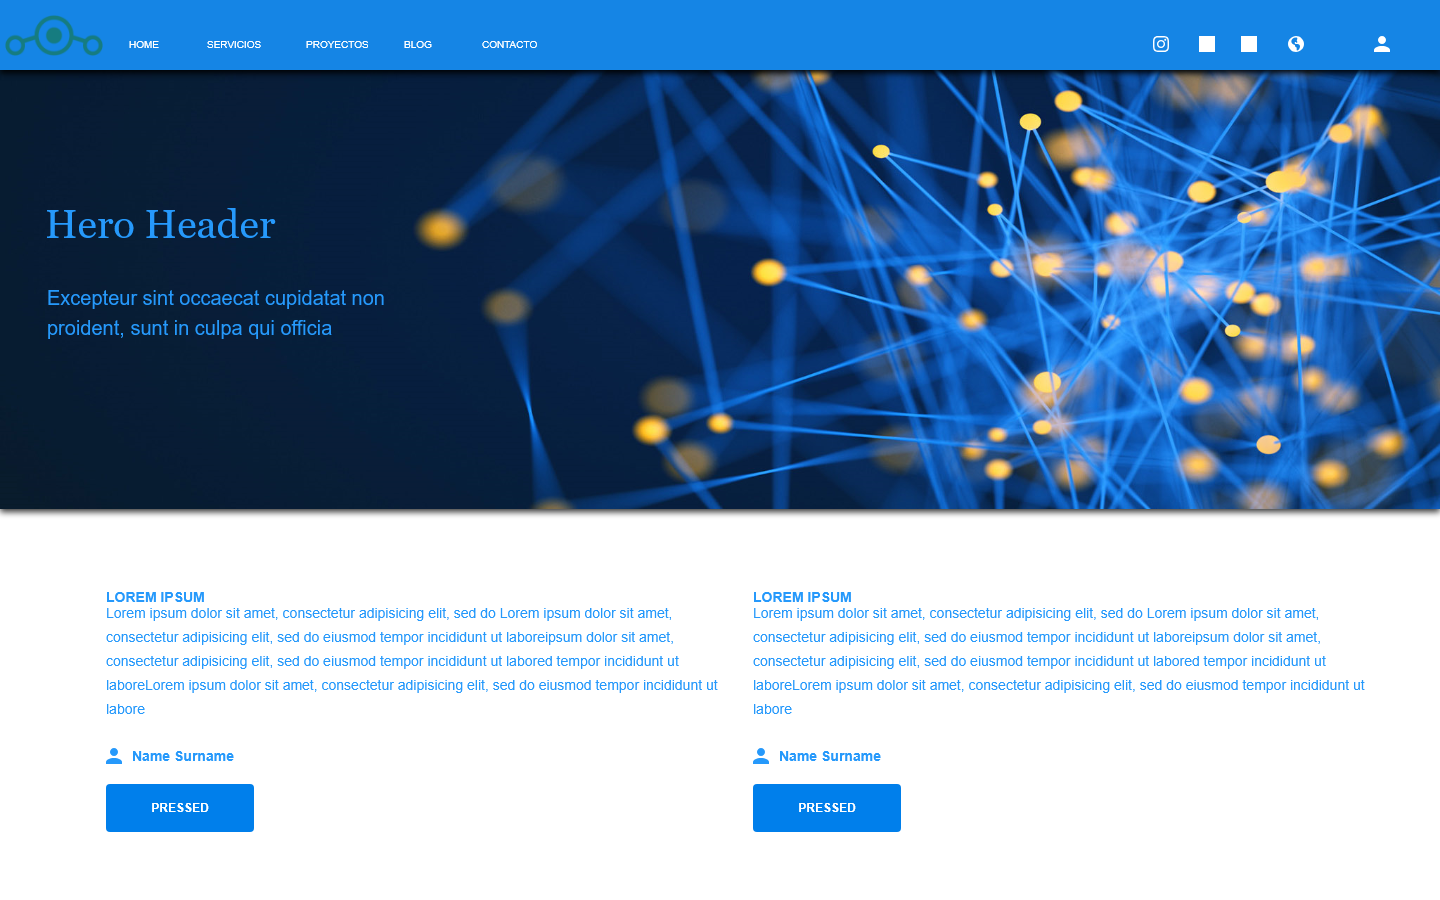 HOME SERVICIOS PROYECTOS BLOG CONTACTO
Hero Header
Excepteur sint occaecat cupidatat non
proident, sunt in culpa qui officia
LOREM IPSUM
Lorem ipsum dolor sit amet, consectetur adipisicing elit, sed do Lorem ipsum dolor sit amet,
consectetur adipisicing elit, sed do eiusmod tempor incididunt ut laboreipsum dolor sit amet,
consectetur adipisicing elit, sed do eiusmod tempor incididunt ut labored tempor incididunt ut
laboreLorem ipsum dolor sit amet, consectetur adipisicing elit, sed do eiusmod tempor incididunt ut
labore
Name Surname
PRESSED
LOREM IPSUM
Lorem ipsum dolor sit amet, consectetur adipisicing elit, sed do Lorem ipsum dolor sit amet,
consectetur adipisicing elit, sed do eiusmod tempor incididunt ut laboreipsum dolor sit amet,
consectetur adipisicing elit, sed do eiusmod tempor incididunt ut labored tempor incididunt ut
laboreLorem ipsum dolor sit amet, consectetur adipisicing elit, sed do eiusmod tempor incididunt ut
labore
Name Surname
PRESSED